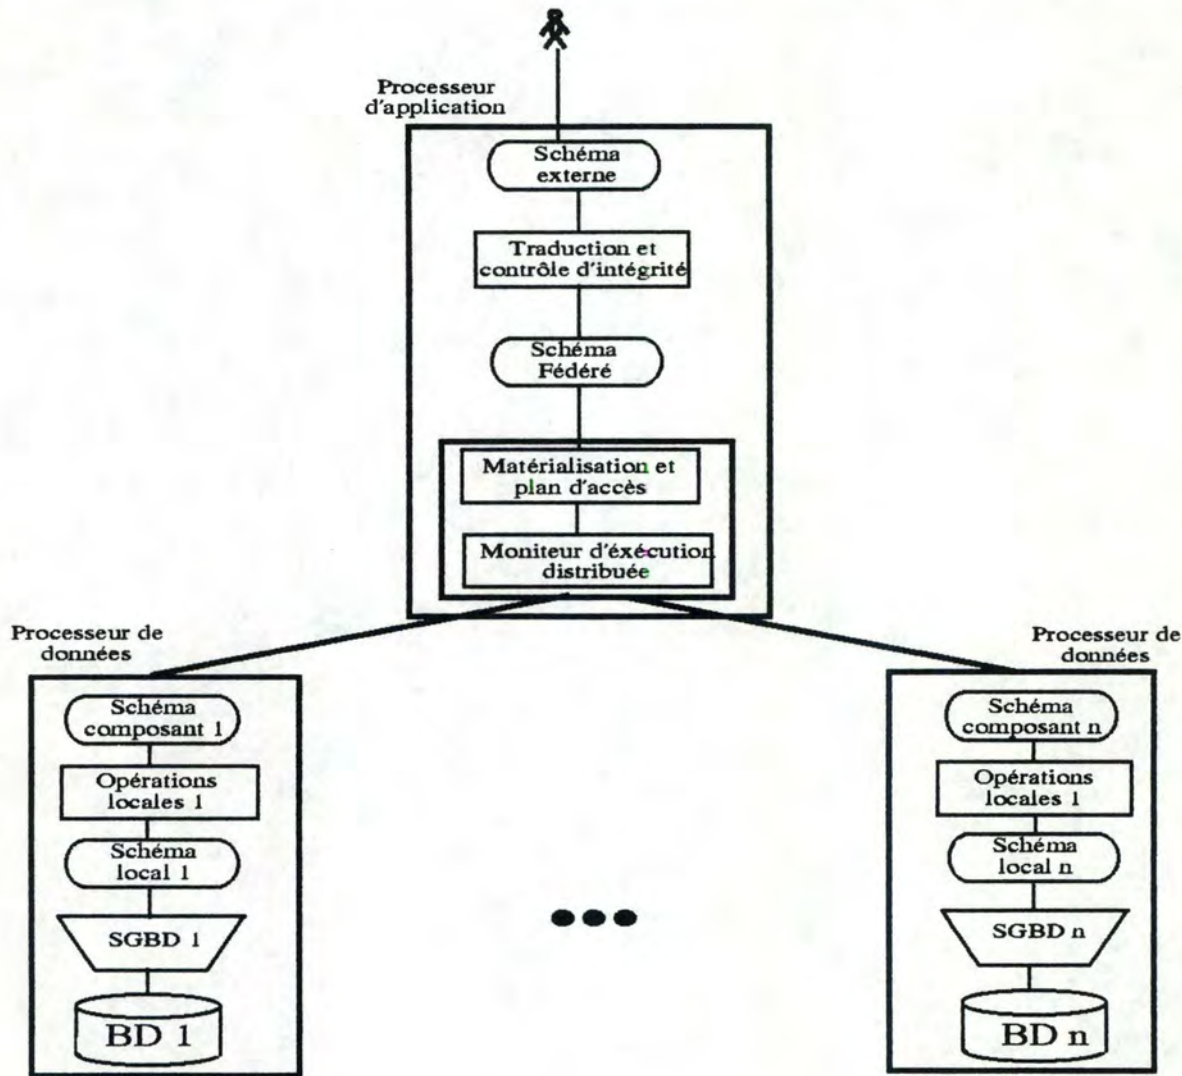 Processeur
d'application
Schéma
externe
Traduction et
contrôle d'intégrité
Schéma
Fédéré
Matérialisation et
plan d'accès
Moniteur d'éxécution
distribuée
Processeur de
données
Schéma
composant 1
Opérations
locales 1
Schéma
local 1
SGBD 1
BD 1
Processeur de
données
Schéma
composant n
Opérations
locales 1
Schéma
local n
SGBD n
BD n